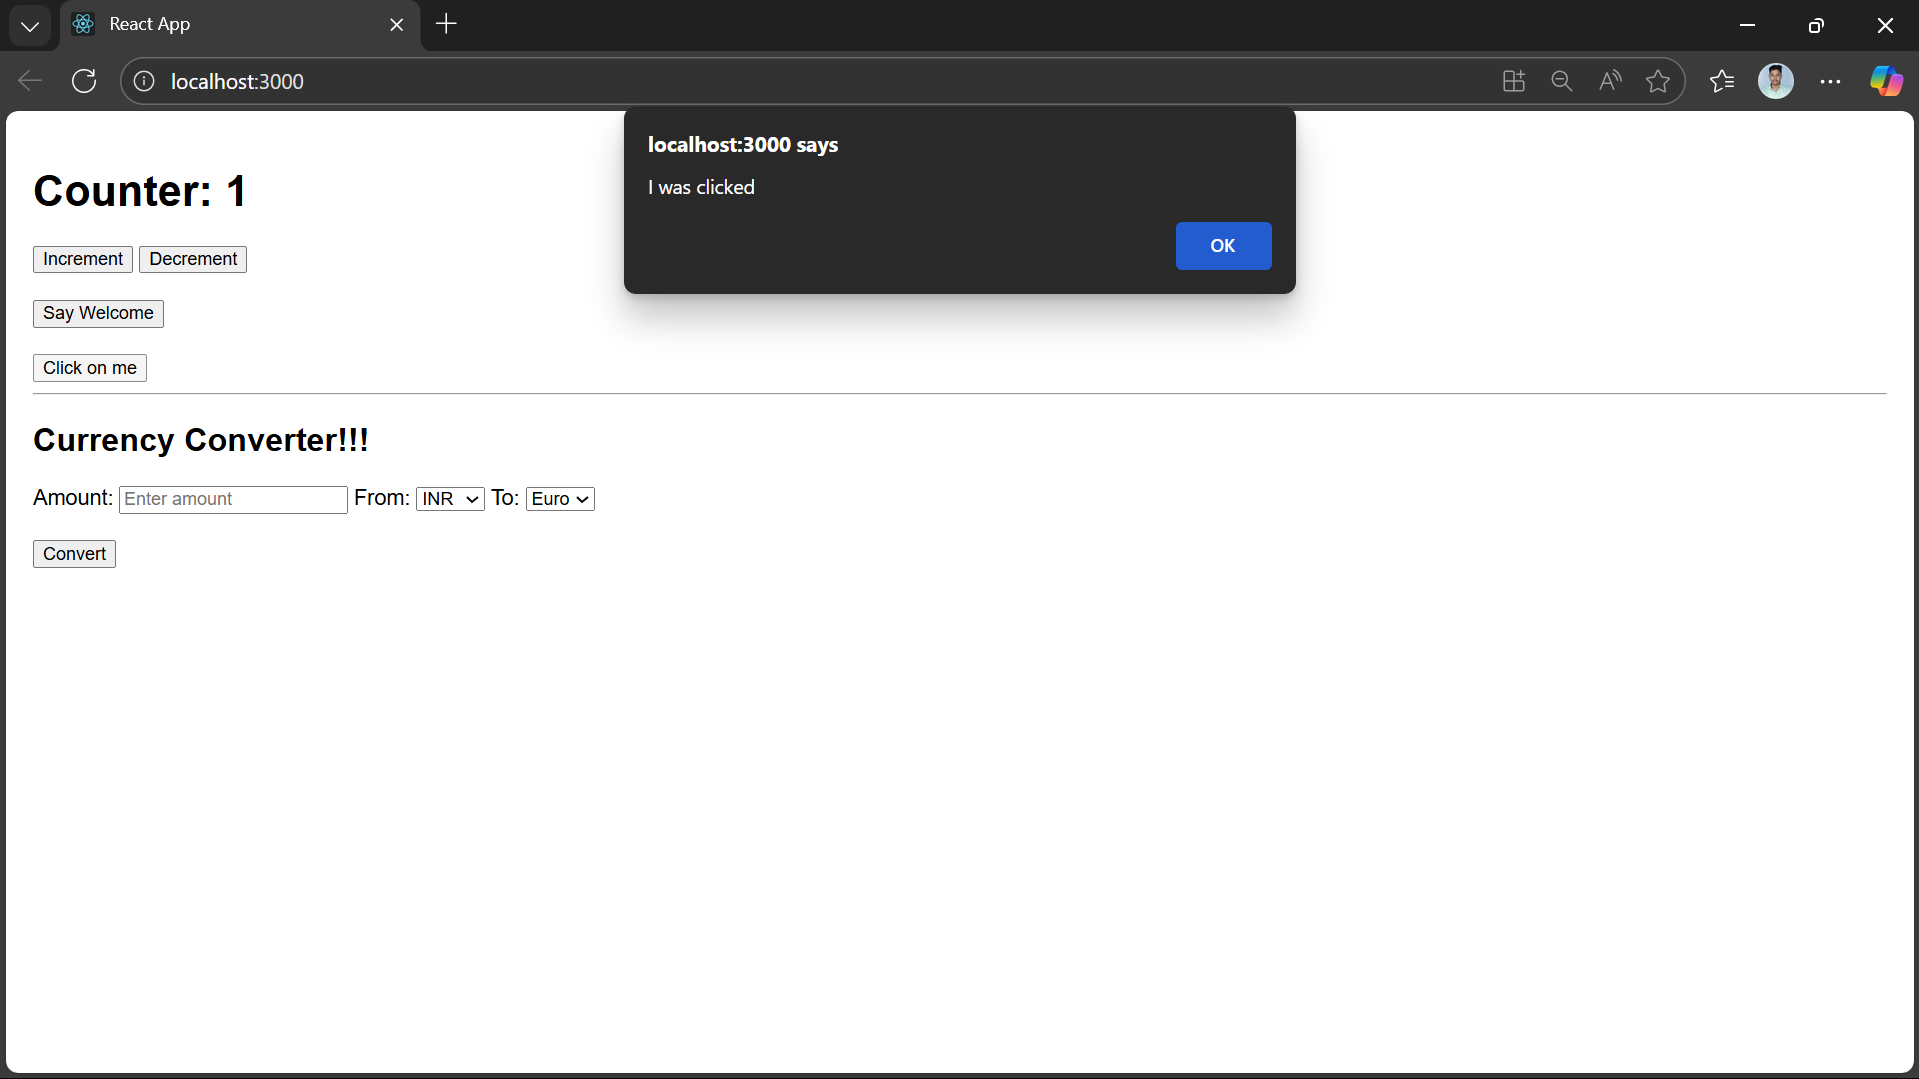 React App
localhost:3000
localhost:3000 says
I was clicked
OK
Counter: 1
Increment Decrement
Say Welcome
Click on me
Currency Converter!!!
Amount: Enter amount From: INR To: Euro
Convert